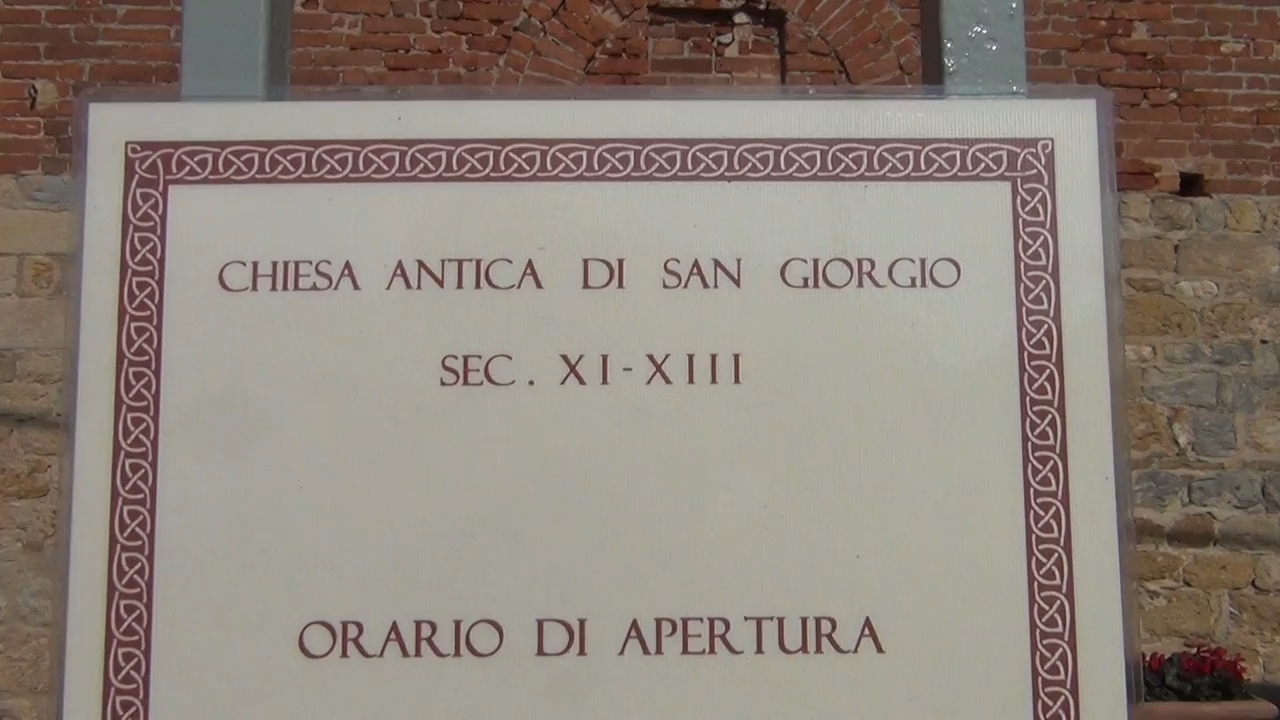 CHIESA ANTICA DI SAN GIORGIO
SEC. XI-XIII
ORARIO DI APERTURA